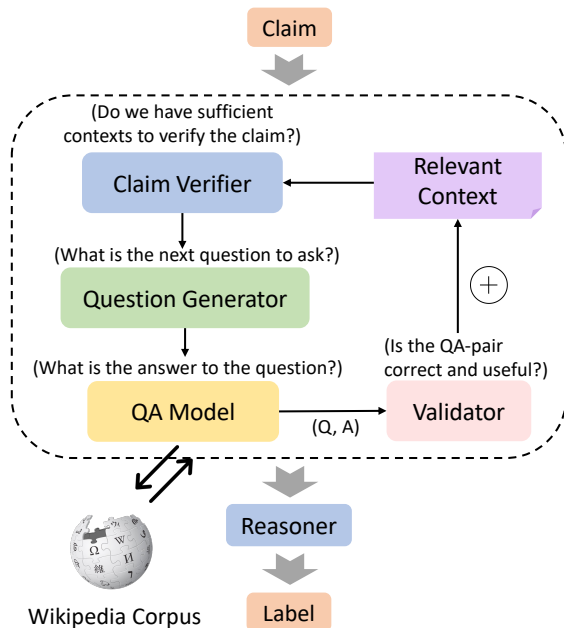 Claim
(Do we have sufficient
contexts to verify the claim?)
Claim Verifier
Relevant
Context
(What is the next question to ask?)
Question Generator
(Is the QA-pair
correct and useful?)
(What is the answer to the question?)
QA Model
(Q, A)
Validator
Reasoner
Ω W
維 И
Wikipedia Corpus
Label